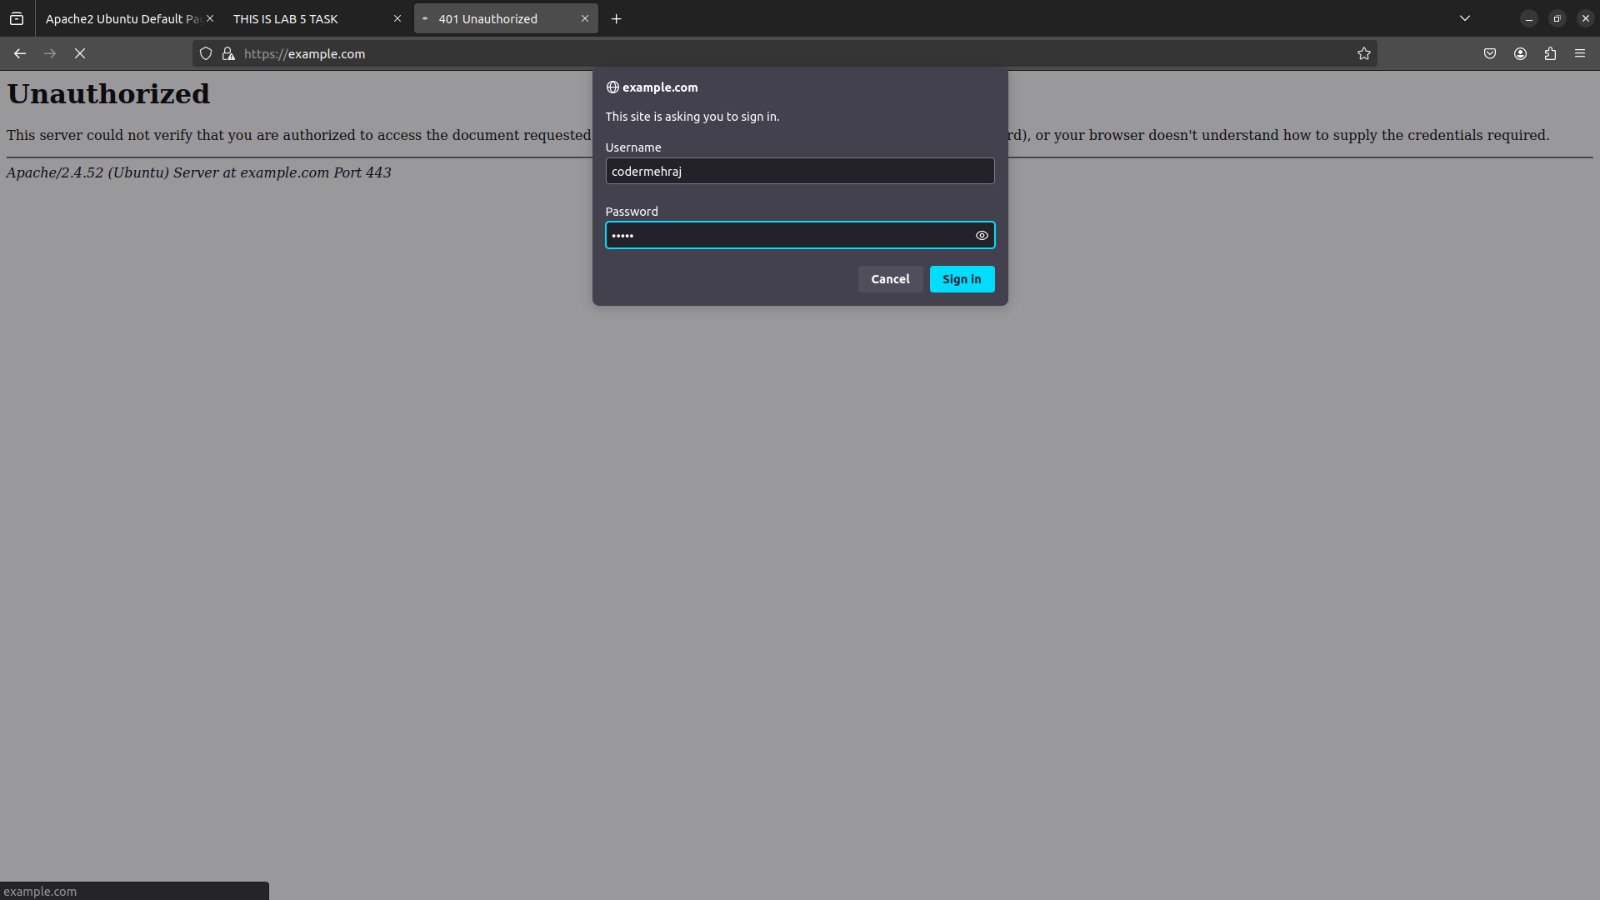 Apache2 Ubuntu Default Pa
THIS IS LAB 5 TASK
401 Unauthorized
https://example.com
Unauthorized
example.com
This site is asking you to sign in.
This server could not verify that you are authorized to access the document requested
rd), or your browser doesn't understand how to supply the credentials required.
Username
codermehraj
Apache/2.4.52 (Ubuntu) Server at example.com Port 443
Password
•••••
Cancel
Sign in
example.com